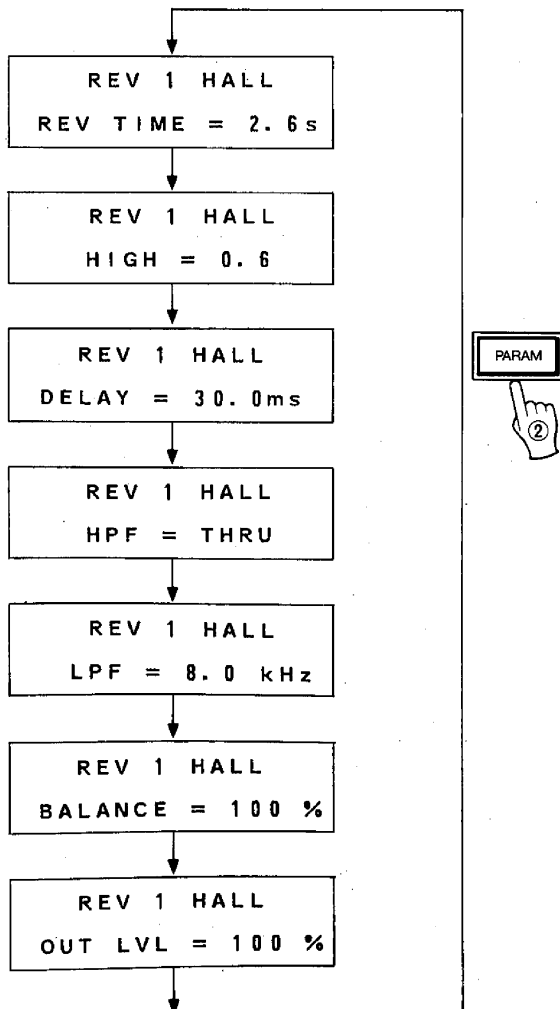 REV 1 HALL
REV TIME = 2.6s
REV 1 HALL
HIGH = 0.6
REV 1 HALL
DELAY = 30.0ms
PARAM
②
REV 1 HALL
HPF = THRU
REV 1 HALL
LPF = 8.0 kHz
REV 1 HALL
BALANCE = 100 %
REV 1 HALL
OUT LVL = 100 %